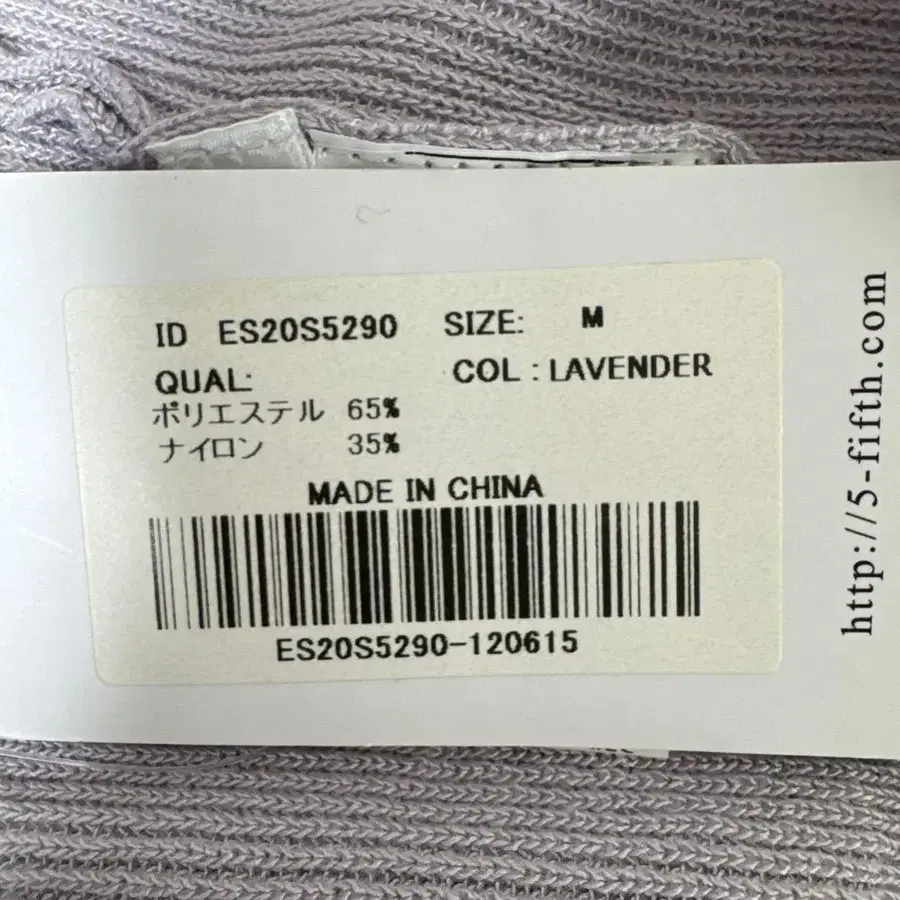 ID ES20S5290 SIZE: M
QUAL: COL : LAVENDER
ポリエステル 65%
ナイロン 35%
MADE IN CHINA
ES20S5290-120615
http://5-fifth.com